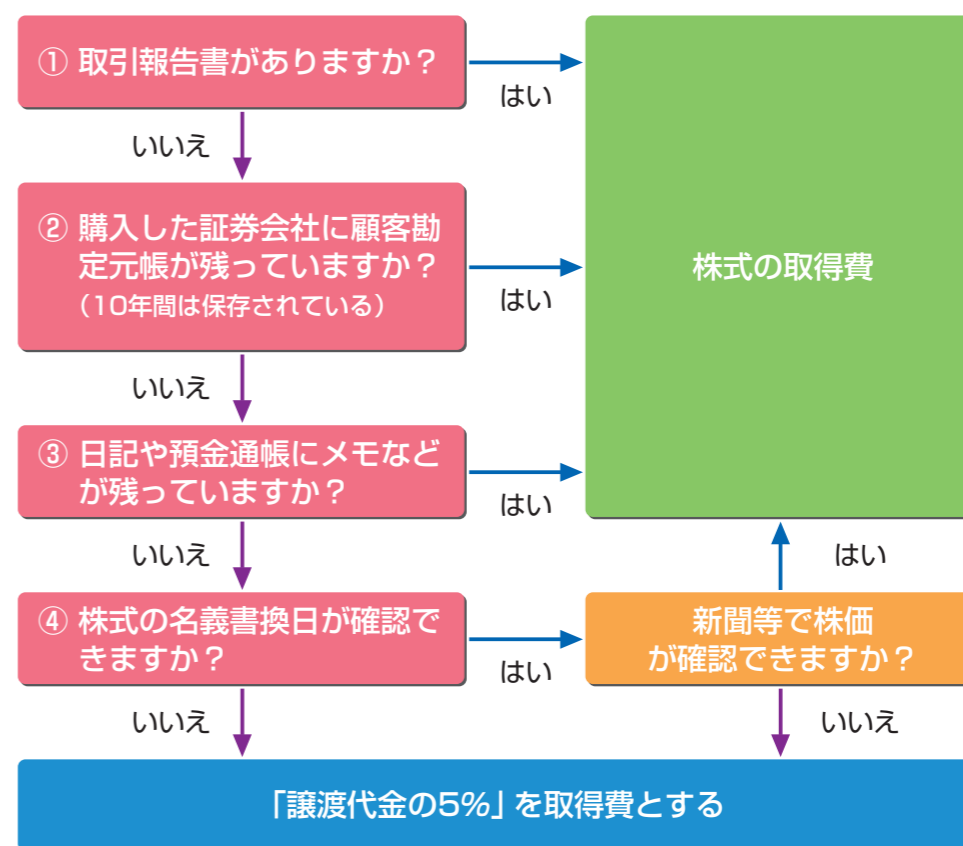 ① 取引報告書がありますか？
はい
いいえ
② 購入した証券会社に顧客勘
定元帳が残っていますか？
（10年間は保存されている）
はい
株式の取得費
いいえ
③ 日記や預金通帳にメモなど
が残っていますか？
はい
いいえ
はい
④ 株式の名義書換日が確認で
きますか？
はい
新聞等で株価
が確認できますか？
いいえ
いいえ
「譲渡代金の5％」を取得費とする